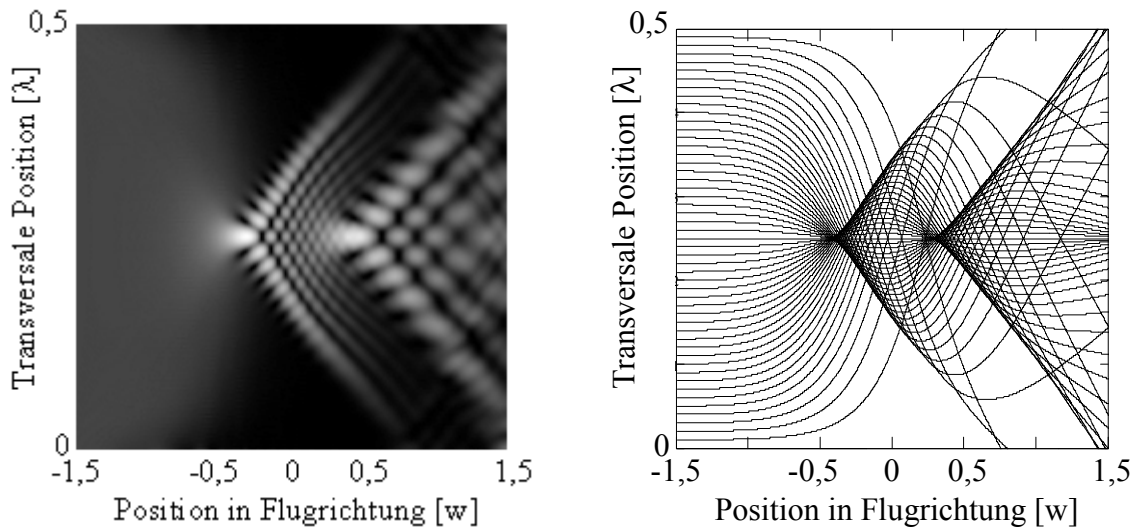 0,5
Transversale Position [λ]
0
-1,5 -0,5 0 0,5 1,5
Position in Flugrichtung [w]
0,5
Transversale Position [λ]
0
-1,5 -0,5 0 0,5 1,5
Position in Flugrichtung [w]